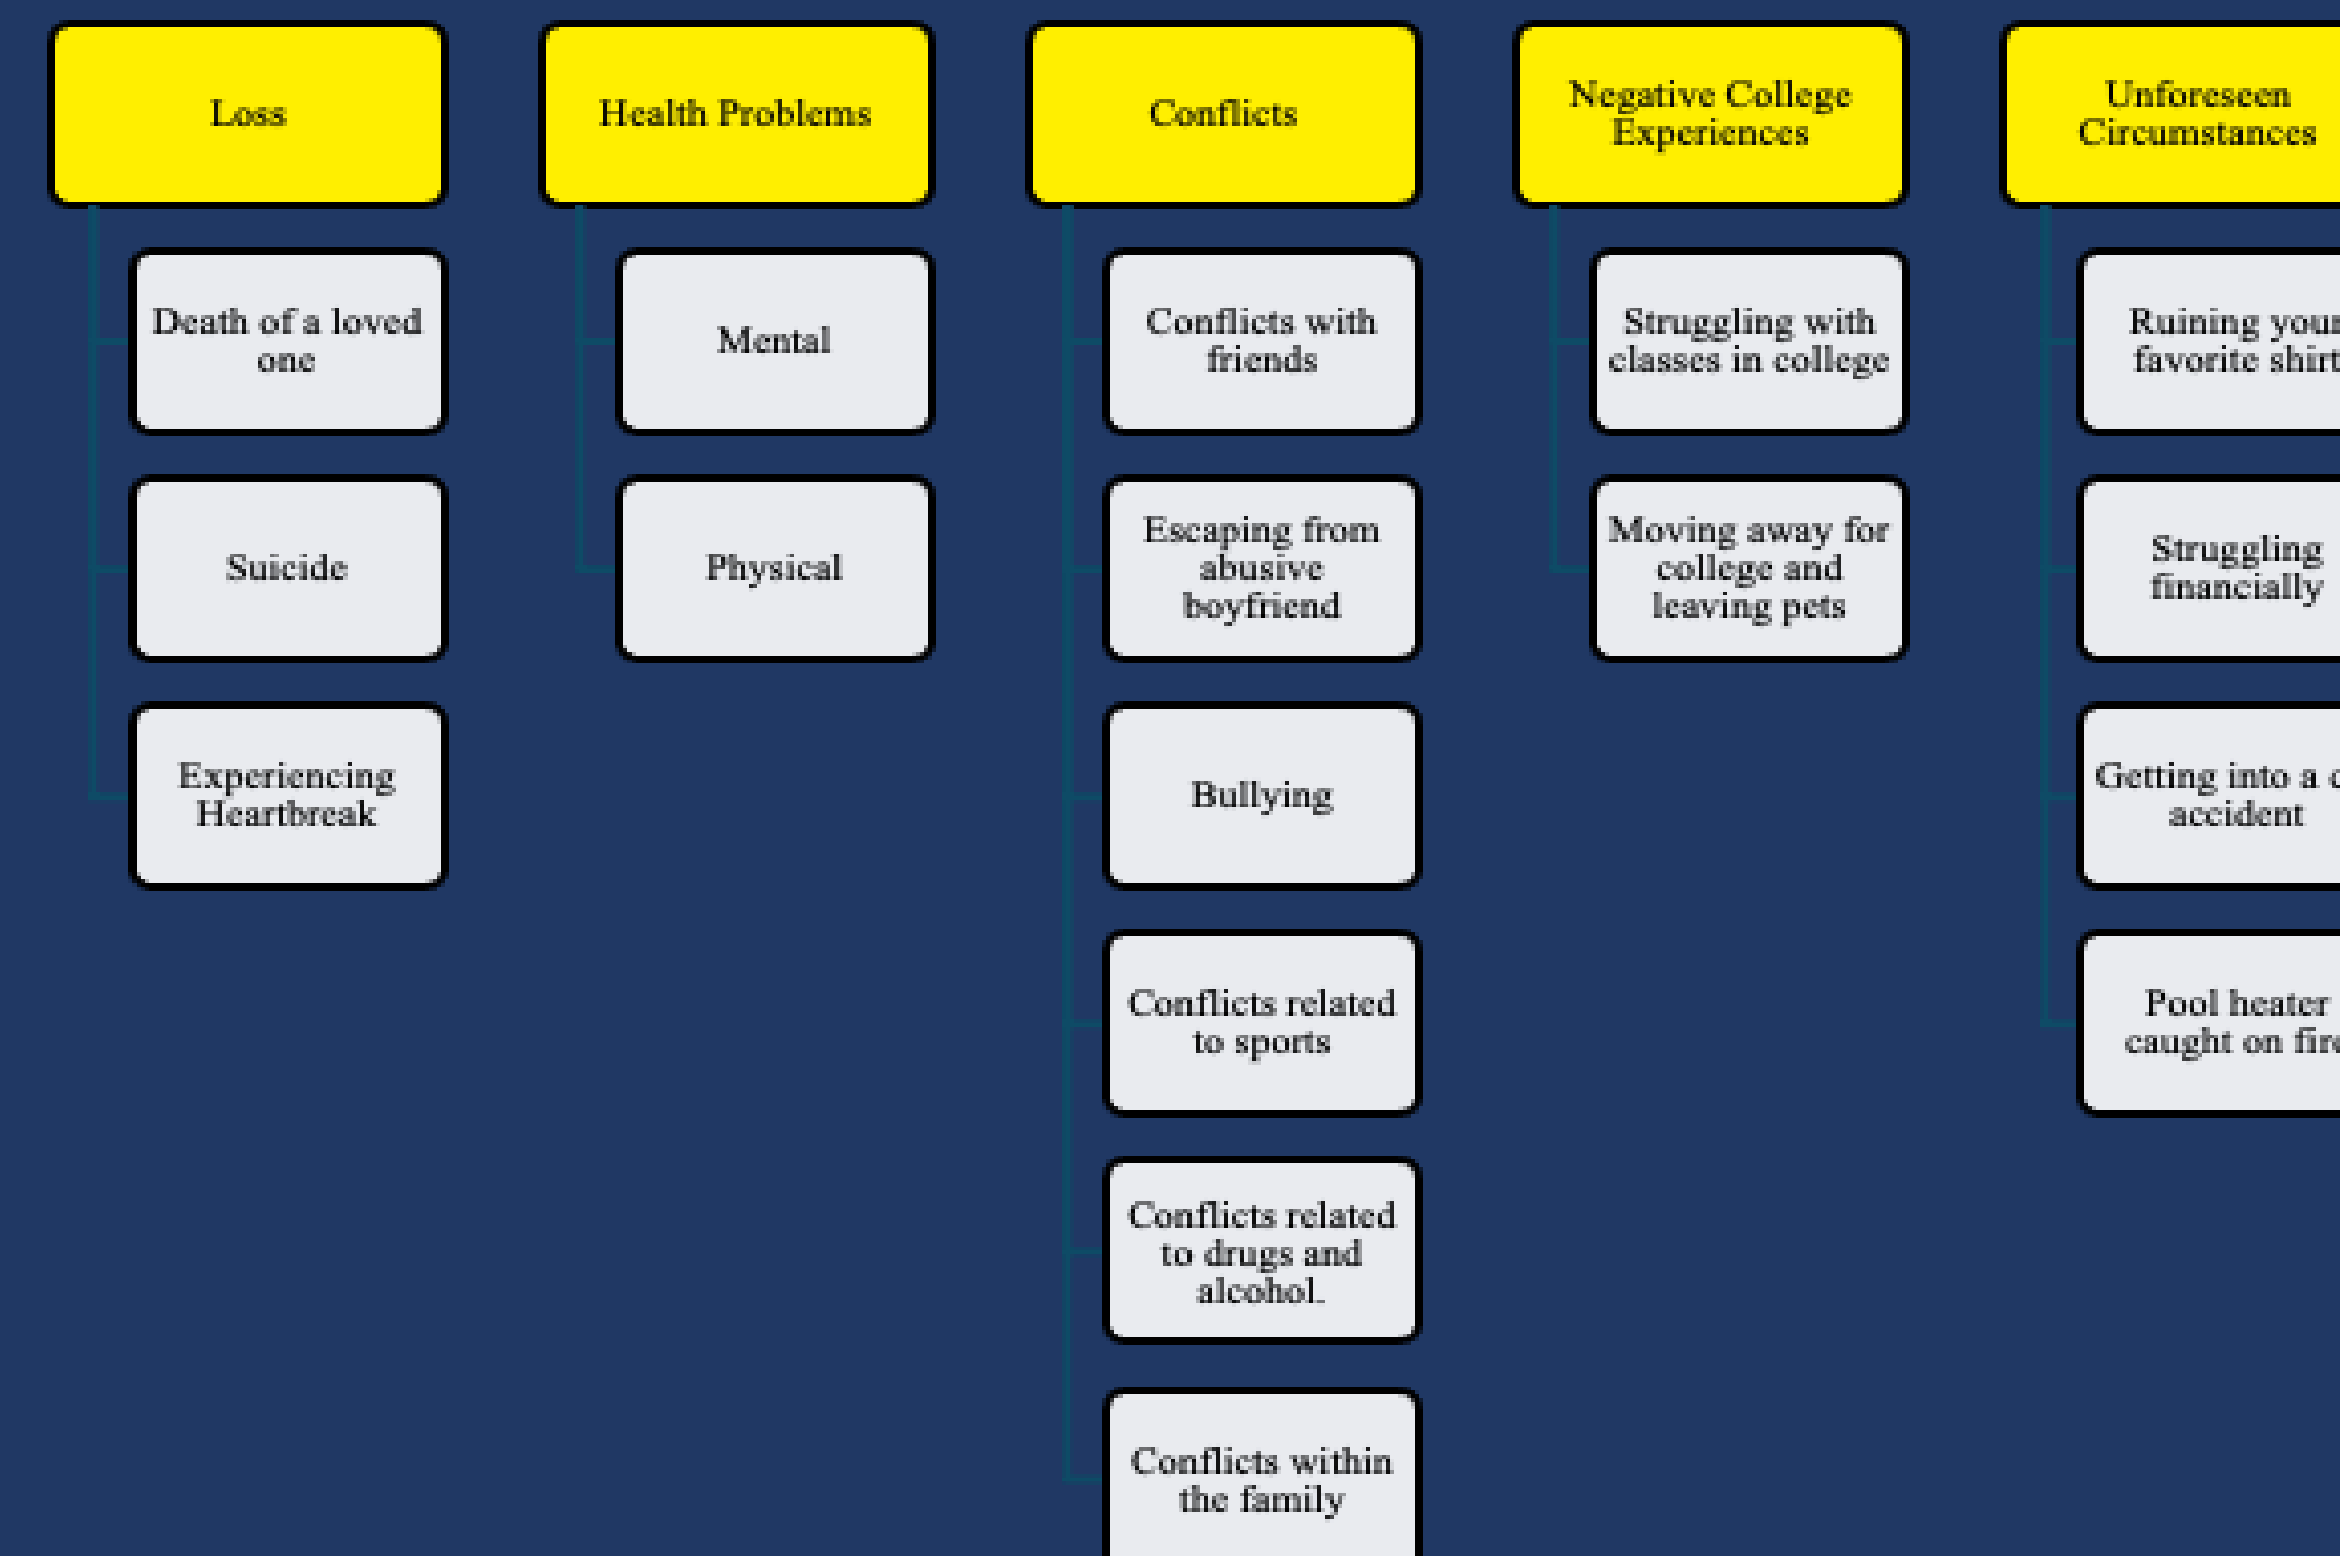 Loss
Death of a loved
one
Suicide
Experiencing
Heartbreak
Health Problems
Mental
Physical
Conflicts
Conflicts with
friends
Escaping from
abusive
boyfriend
Bullying
Conflicts related
to sports
Conflicts related
to drugs and
alcohol.
Conflicts within
the family
Negative College
Experiences
Struggling with
classes in college
Moving away for
college and
leaving pets
Unforeseen
Circumstances
Ruining your
favorite shirt
Struggling
financially
Getting into a
accident
Pool heater
caught on fire